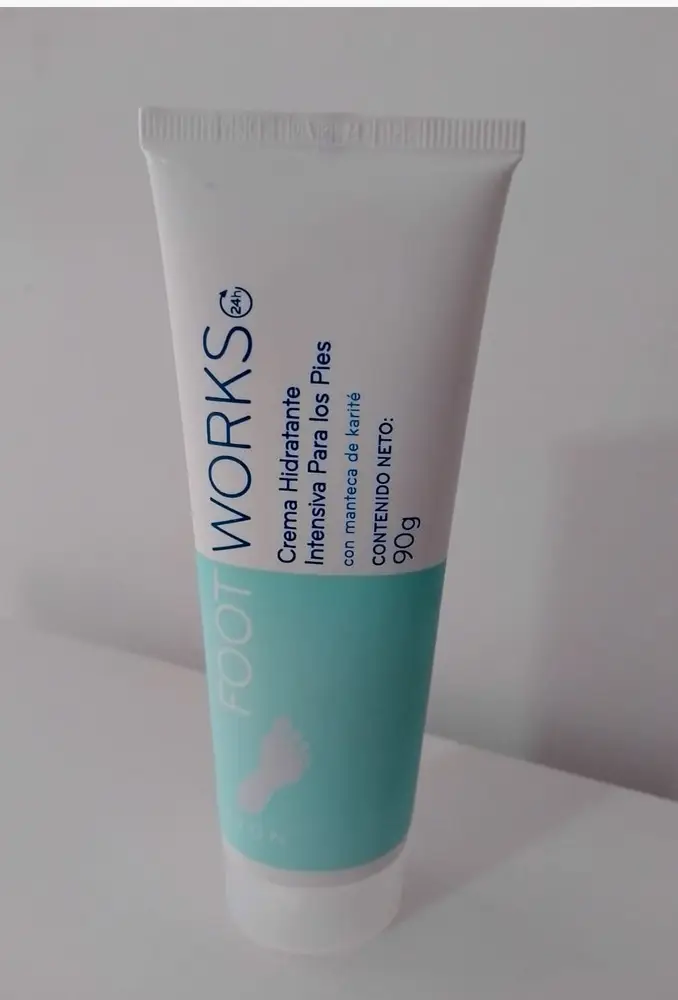 FOOT WORKS 24h
Crema Hidratante
Intensiva Para los Pies
con manteca de karité
CONTENIDO NETO:
90g